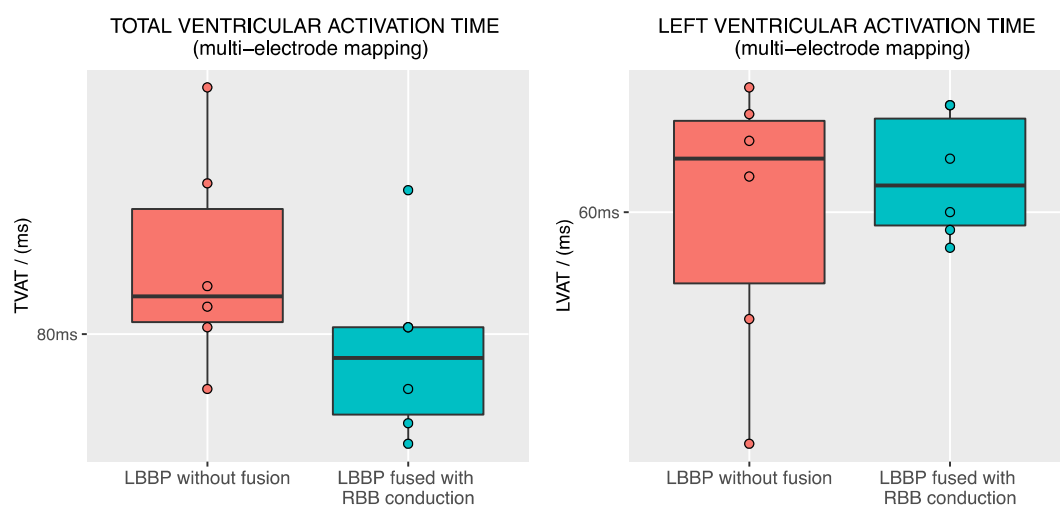 TOTAL VENTRICULAR ACTIVATION TIME
(multi−electrode mapping)
TVAT / (ms)
80ms
LBBP without fusion
LBBP fused with
RBB conduction
LEFT VENTRICULAR ACTIVATION TIME
(multi−electrode mapping)
LVAT / (ms)
60ms
LBBP without fusion
LBBP fused with
RBB conduction